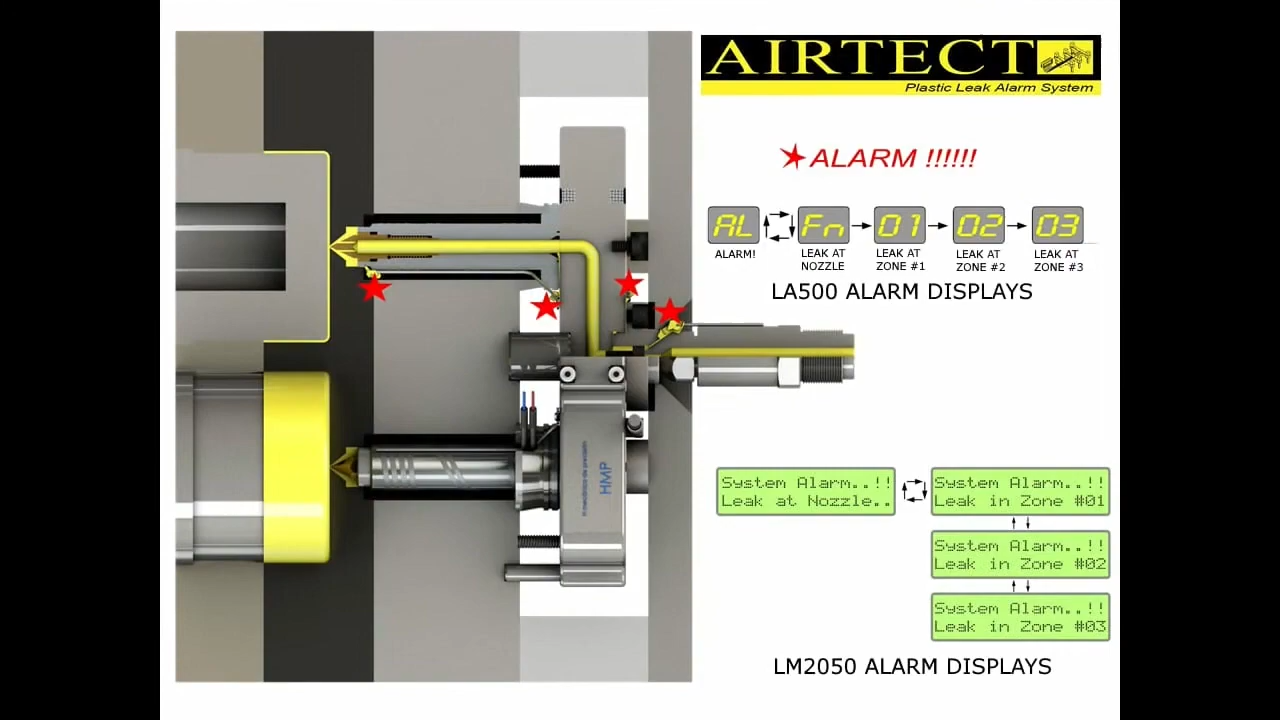 AIRTECT
Plastic Leak Alarm System
ALARM !!!!!!
AL Fn 01 02 03
ALARM!
LEAK AT NOZZLE
LEAK AT ZONE #1
LEAK AT ZONE #2
LEAK AT ZONE #3
LA500 ALARM DISPLAYS
HMP
System Alarm..!!
Leak at Nozzle..
System Alarm..!!
Leak in Zone #01
System Alarm..!!
Leak in Zone #02
System Alarm..!!
Leak in Zone #03
LM2050 ALARM DISPLAYS